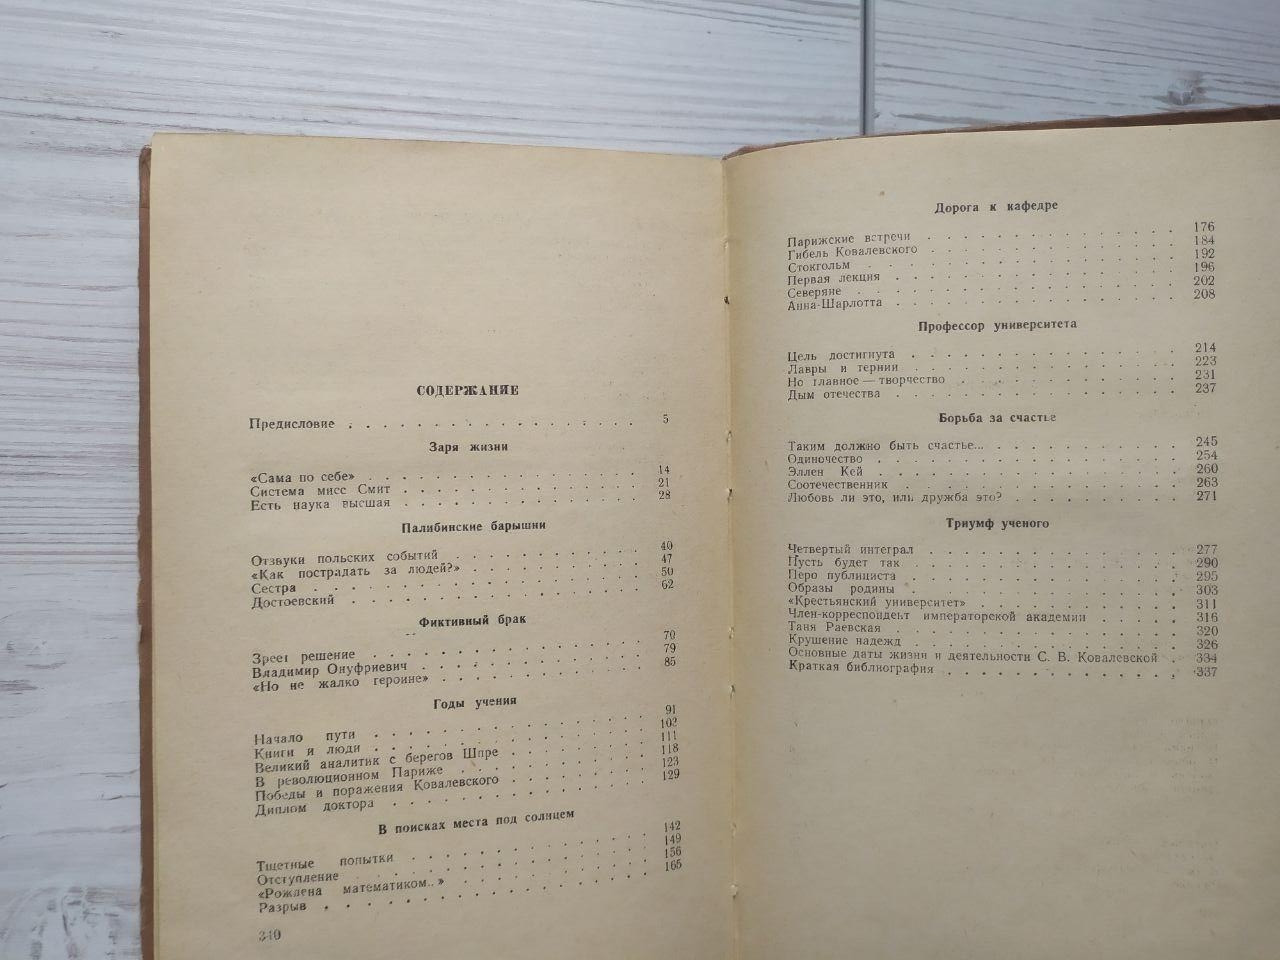 СОДЕРЖАНИЕ
Предисловие . . . . . . . . . . . . . . . . 5
Заря жизни
«Сама по себе» . . . . . . . . . . . . . . 14
Система мисс Смит . . . . . . . . . . . . 21
Есть наука высшая . . . . . . . . . . . . 28
Палибинские барышни
Отзвуки польских событий . . . . . . . . . 40
«Как пострадать за людей?» . . . . . . . . 47
Сестра . . . . . . . . . . . . . . . . 50
Достоевский . . . . . . . . . . . . . . 62
Фиктивный брак
Зреет решение . . . . . . . . . . . . . 70
Владимир Онуфриевич . . . . . . . . . . . 79
«Но не жалко героине» . . . . . . . . . . 85
Годы учения
Начало пути . . . . . . . . . . . . . . 91
Книги и люди . . . . . . . . . . . . . . 103
Великий аналитик с берегов Шпре . . . . . . 111
В революционном Париже . . . . . . . . . 118
Победы и поражения Ковалевского . . . . . . 123
Диплом доктора . . . . . . . . . . . . . 129
В поисках места под солнцем
Тщетные попытки . . . . . . . . . . . . 142
Отступление . . . . . . . . . . . . . . 149
«Рождена математиком..» . . . . . . . . . 156
Разрыв . . . . . . . . . . . . . . . . 165
340
Дорога к кафедре
Парижские встречи . . . . . . . . . . . . 176
Гибель Ковалевского . . . . . . . . . . . 184
Стокгольм . . . . . . . . . . . . . . . 192
Первая лекция . . . . . . . . . . . . . 196
Северяне . . . . . . . . . . . . . . . 202
Анна-Шарлотта . . . . . . . . . . . . . 208
Профессор университета
Цель достигнута . . . . . . . . . . . . . 214
Лавры и тернии . . . . . . . . . . . . . 223
Но главное — творчество . . . . . . . . . . 231
Дым отечества . . . . . . . . . . . . . 237
Борьба за счастье
Таким должно быть счастье... . . . . . . . . 245
Одиночество . . . . . . . . . . . . . . 254
Эллен Кей . . . . . . . . . . . . . . . 260
Соотечественник . . . . . . . . . . . . . 263
Любовь ли это, или дружба это? . . . . . . . 271
Триумф ученого
Четвертый интеграл . . . . . . . . . . . . 277
Пусть будет так . . . . . . . . . . . . . 290
Перо публициста . . . . . . . . . . . . . 295
Образы родины . . . . . . . . . . . . . 303
«Крестьянский университет» . . . . . . . . . 311
Член-корреспондент императорской академии . . . . 316
Таня Раевская . . . . . . . . . . . . . 320
Крушение надежд . . . . . . . . . . . . 326
Основные даты жизни и деятельности С. В. Ковалевской . 334
Краткая библиография . . . . . . . . . . . 337